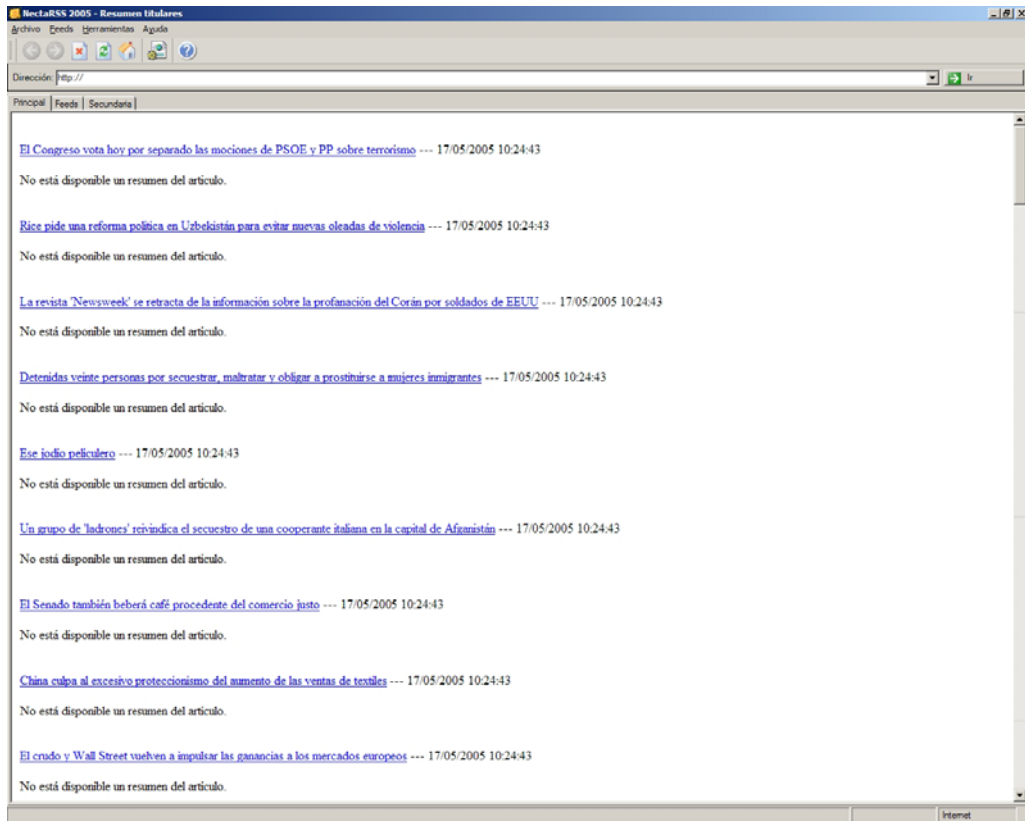 NectaRSS 2005 - Resumen titulares
Archivo Feeds Herramientas Ayuda
Dirección: http:// Ir
Principal Feeds Secundaria
El Congreso vota hoy por separado las mociones de PSOE y PP sobre terrorismo --- 17/05/2005 10:24:43
No está disponible un resumen del artículo.
Rice pide una reforma política en Uzbekistán para evitar nuevas oleadas de violencia --- 17/05/2005 10:24:43
No está disponible un resumen del artículo.
La revista 'Newsweek' se retracta de la información sobre la profanación del Corán por soldados de EEUU --- 17/05/2005 10:24:43
No está disponible un resumen del artículo.
Detenidas veinte personas por secuestrar, maltratar y obligar a prostituirse a mujeres inmigrantes --- 17/05/2005 10:24:43
No está disponible un resumen del artículo.
Ese jodío peliculero --- 17/05/2005 10:24:43
No está disponible un resumen del artículo.
Un grupo de 'ladrones' reivindica el secuestro de una cooperante italiana en la capital de Afganistán --- 17/05/2005 10:24:43
No está disponible un resumen del artículo.
El Senado también beberá café procedente del comercio justo --- 17/05/2005 10:24:43
No está disponible un resumen del artículo.
China culpa al excesivo proteccionismo del aumento de las ventas de textiles --- 17/05/2005 10:24:43
No está disponible un resumen del artículo.
El crudo y Wall Street vuelven a impulsar las ganancias a los mercados europeos --- 17/05/2005 10:24:43
No está disponible un resumen del artículo.
Internet